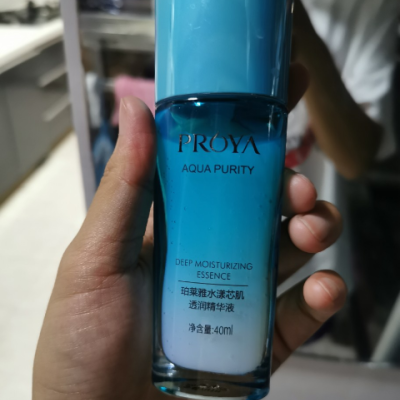 PROYA
AQUA PURITY
DEEP MOISTURIZING
ESSENCE
珀莱雅水漾芯肌
透润精华液
净含量:40ml